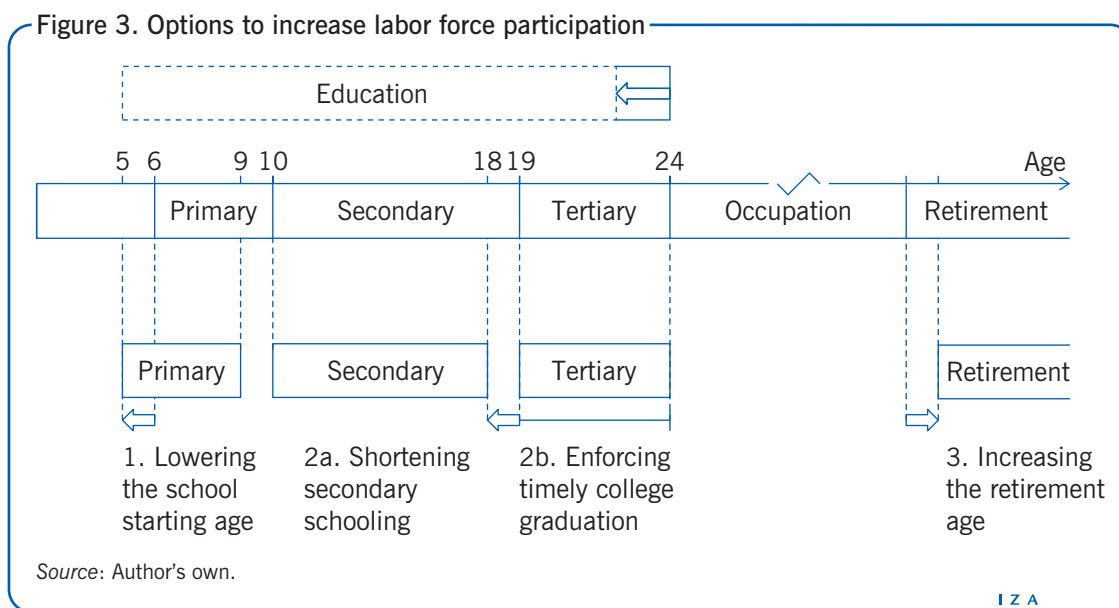 Figure 3. Options to increase labor force participation
Education
5 6 9 10 18 19 24 Age
Primary Secondary Tertiary Occupation Retirement
Primary Secondary Tertiary Retirement
1. Lowering
the school
starting age
2a. Shortening
secondary
schooling
2b. Enforcing
timely college
graduation
3. Increasing
the retirement
age
Source: Author's own.
I Z A